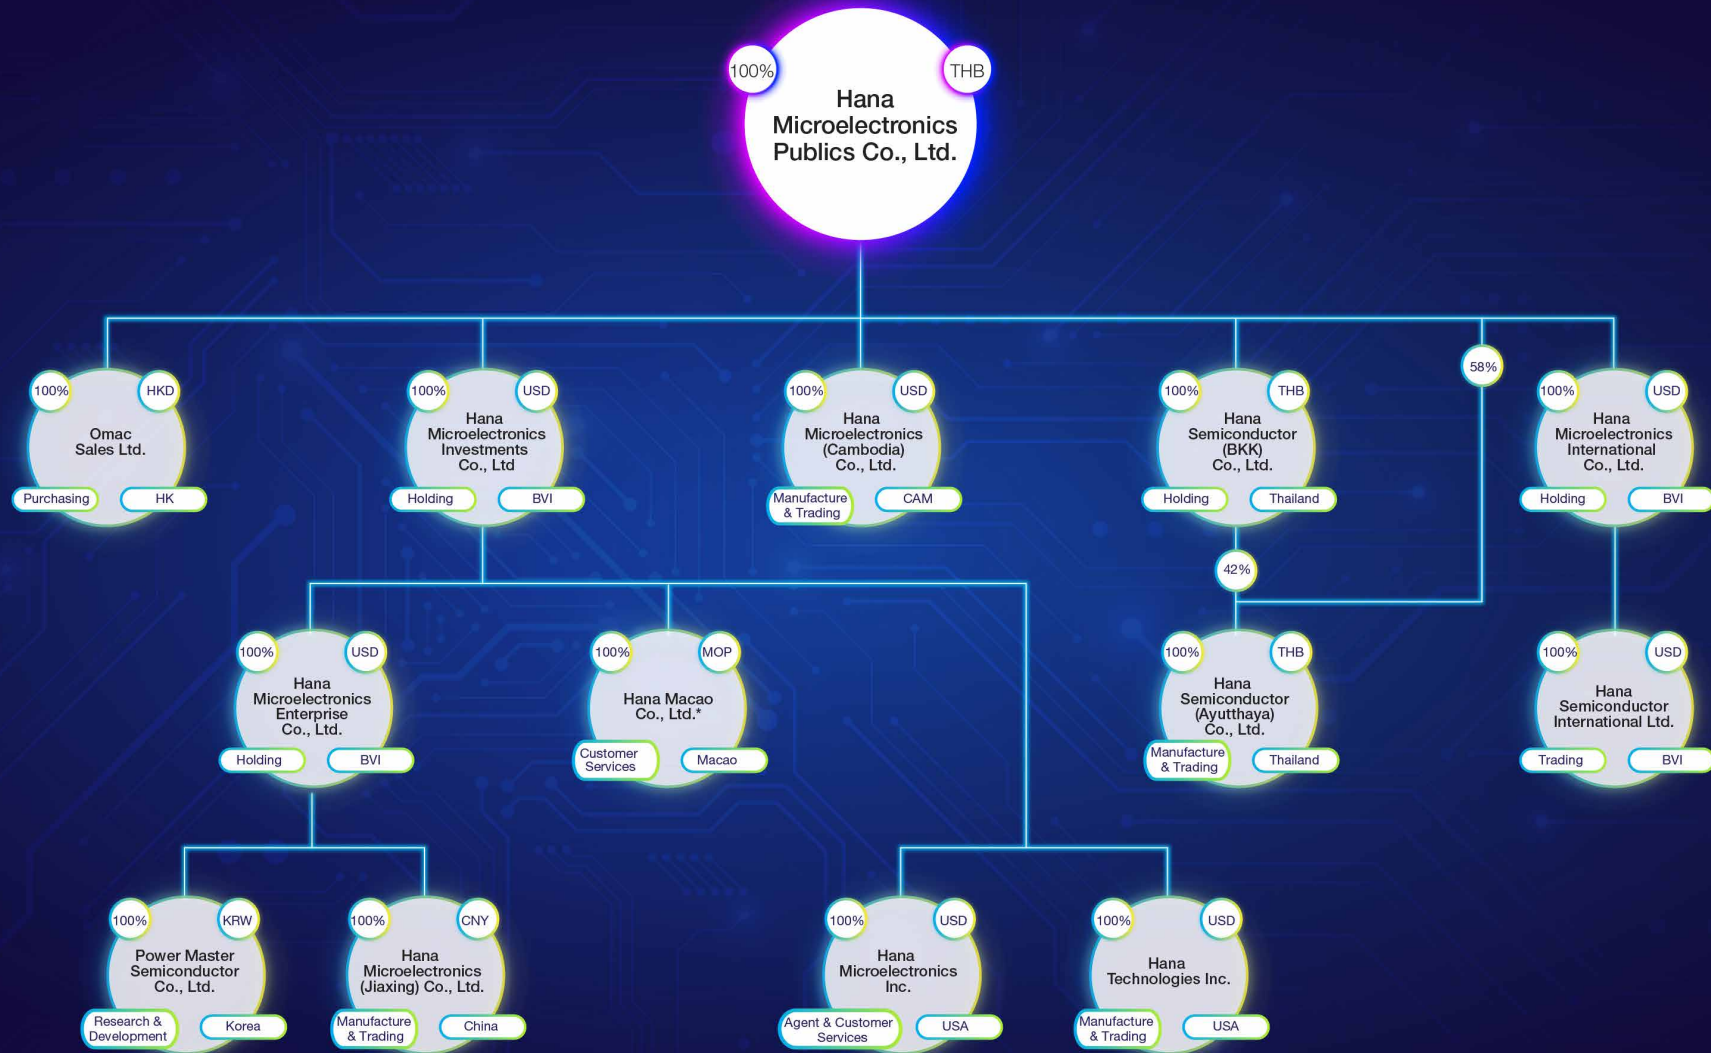 100%
THB
Hana
Microelectronics
Publics Co., Ltd.
100%
HKD
Omac
Sales Ltd.
Purchasing
HK
100%
USD
Hana
Microelectronics
Investments
Co., Ltd
Holding
BVI
100%
USD
Hana
Microelectronics
(Cambodia)
Co., Ltd.
Manufacture
& Trading
CAM
100%
THB
Hana
Semiconductor
(BKK)
Co., Ltd.
Holding
Thailand
58%
100%
USD
Hana
Microelectronics
International
Co., Ltd.
Holding
BVI
42%
100%
USD
Hana
Microelectronics
Enterprise
Co., Ltd.
Holding
BVI
100%
MOP
Hana Macao
Co., Ltd.*
Customer
Services
Macao
100%
THB
Hana
Semiconductor
(Ayutthaya)
Co., Ltd.
Manufacture
& Trading
Thailand
100%
USD
Hana
Semiconductor
International Ltd.
Trading
BVI
100%
KRW
Power Master
Semiconductor
Co., Ltd.
Research &
Development
Korea
100%
CNY
Hana
Microelectronics
(Jiaxing) Co., Ltd.
Manufacture
& Trading
China
100%
USD
Hana
Microelectronics
Inc.
Agent & Customer
Services
USA
100%
USD
Hana
Technologies Inc.
Manufacture
& Trading
USA